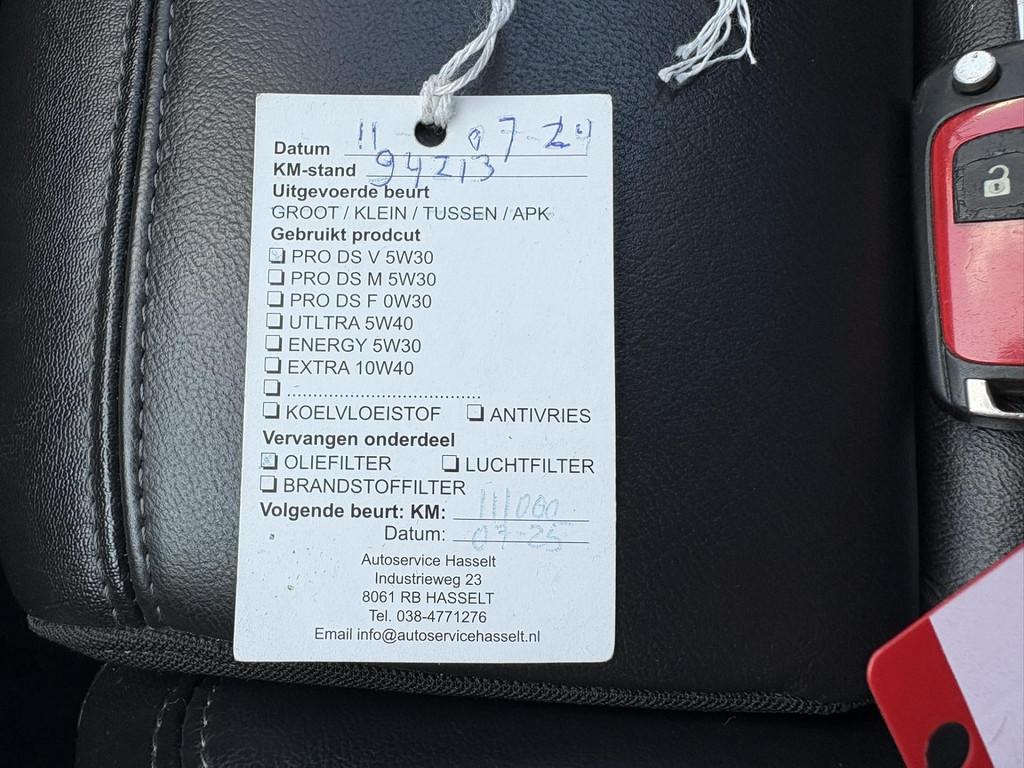 Datum 11-07-24
KM-stand 94213
Uitgevoerde beurt
GROOT / KLEIN / TUSSEN / APK
Gebruikt prodcut
PRO DS V 5W30
PRO DS M 5W30
PRO DS F 0W30
UTLTRA 5W40
ENERGY 5W30
EXTRA 10W40
......................................
KOELVLOEISTOF ANTIVRIES
Vervangen onderdeel
OLIEFILTER LUCHTFILTER
BRANDSTOFFILTER
Volgende beurt: KM: 111000
Datum: 07-25
Autoservice Hasselt
Industrieweg 23
8061 RB HASSELT
Tel. 038-4771276
Email info@autoservicehasselt.nl